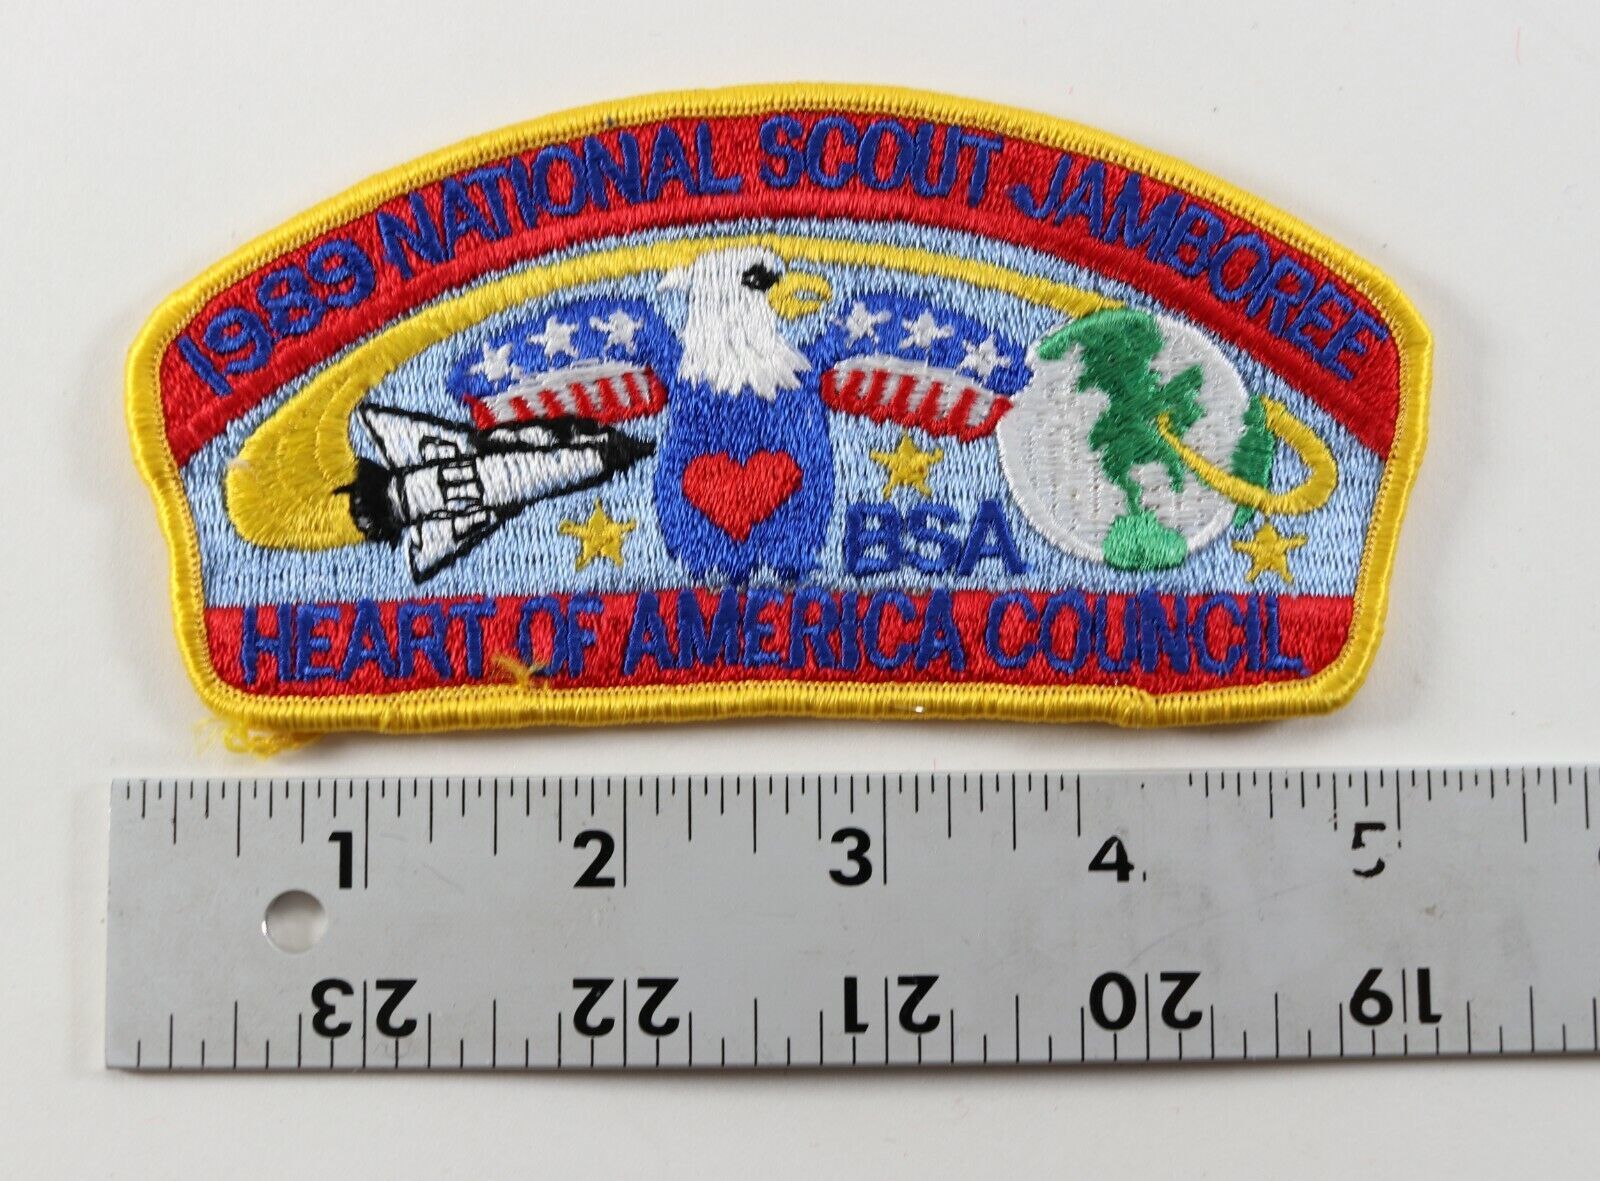 1989 NATIONAL SCOUT JAMBOREE
BSA
HEART OF AMERICA COUNCIL
1 2 3 4 5
23 22 21 20 19